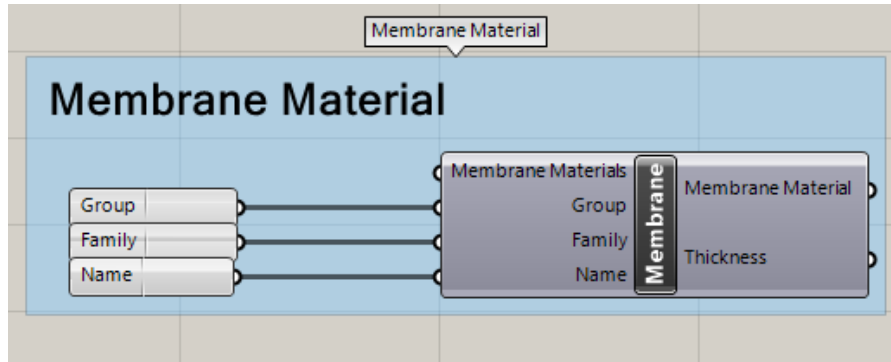 Membrane Material
Membrane Material
Group
Family
Name
Membrane Materials
Group
Family
Name
Membrane
Membrane Material
Thickness